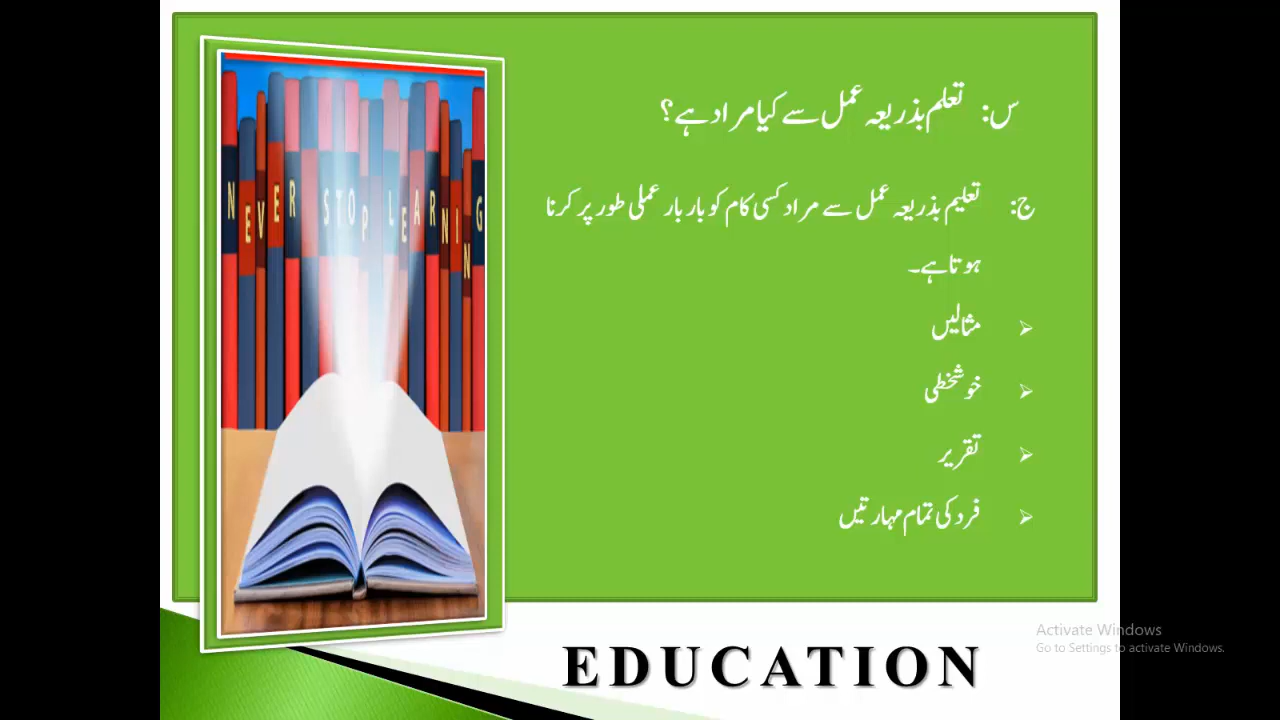 س: تعلم بذریعہ عمل سے کیا مراد ہے؟
ج: تعلیم بذریعہ عمل سے مراد کسی کام کو بار بار عملی طور پر کرنا
ہوتا ہے۔
مثالیں
خوشخطی
تقریر
فرد کی تمام مہارتیں
NEVER STOP LEARNING
EDUCATION
Activate Windows
Go to Settings to activate Windows.